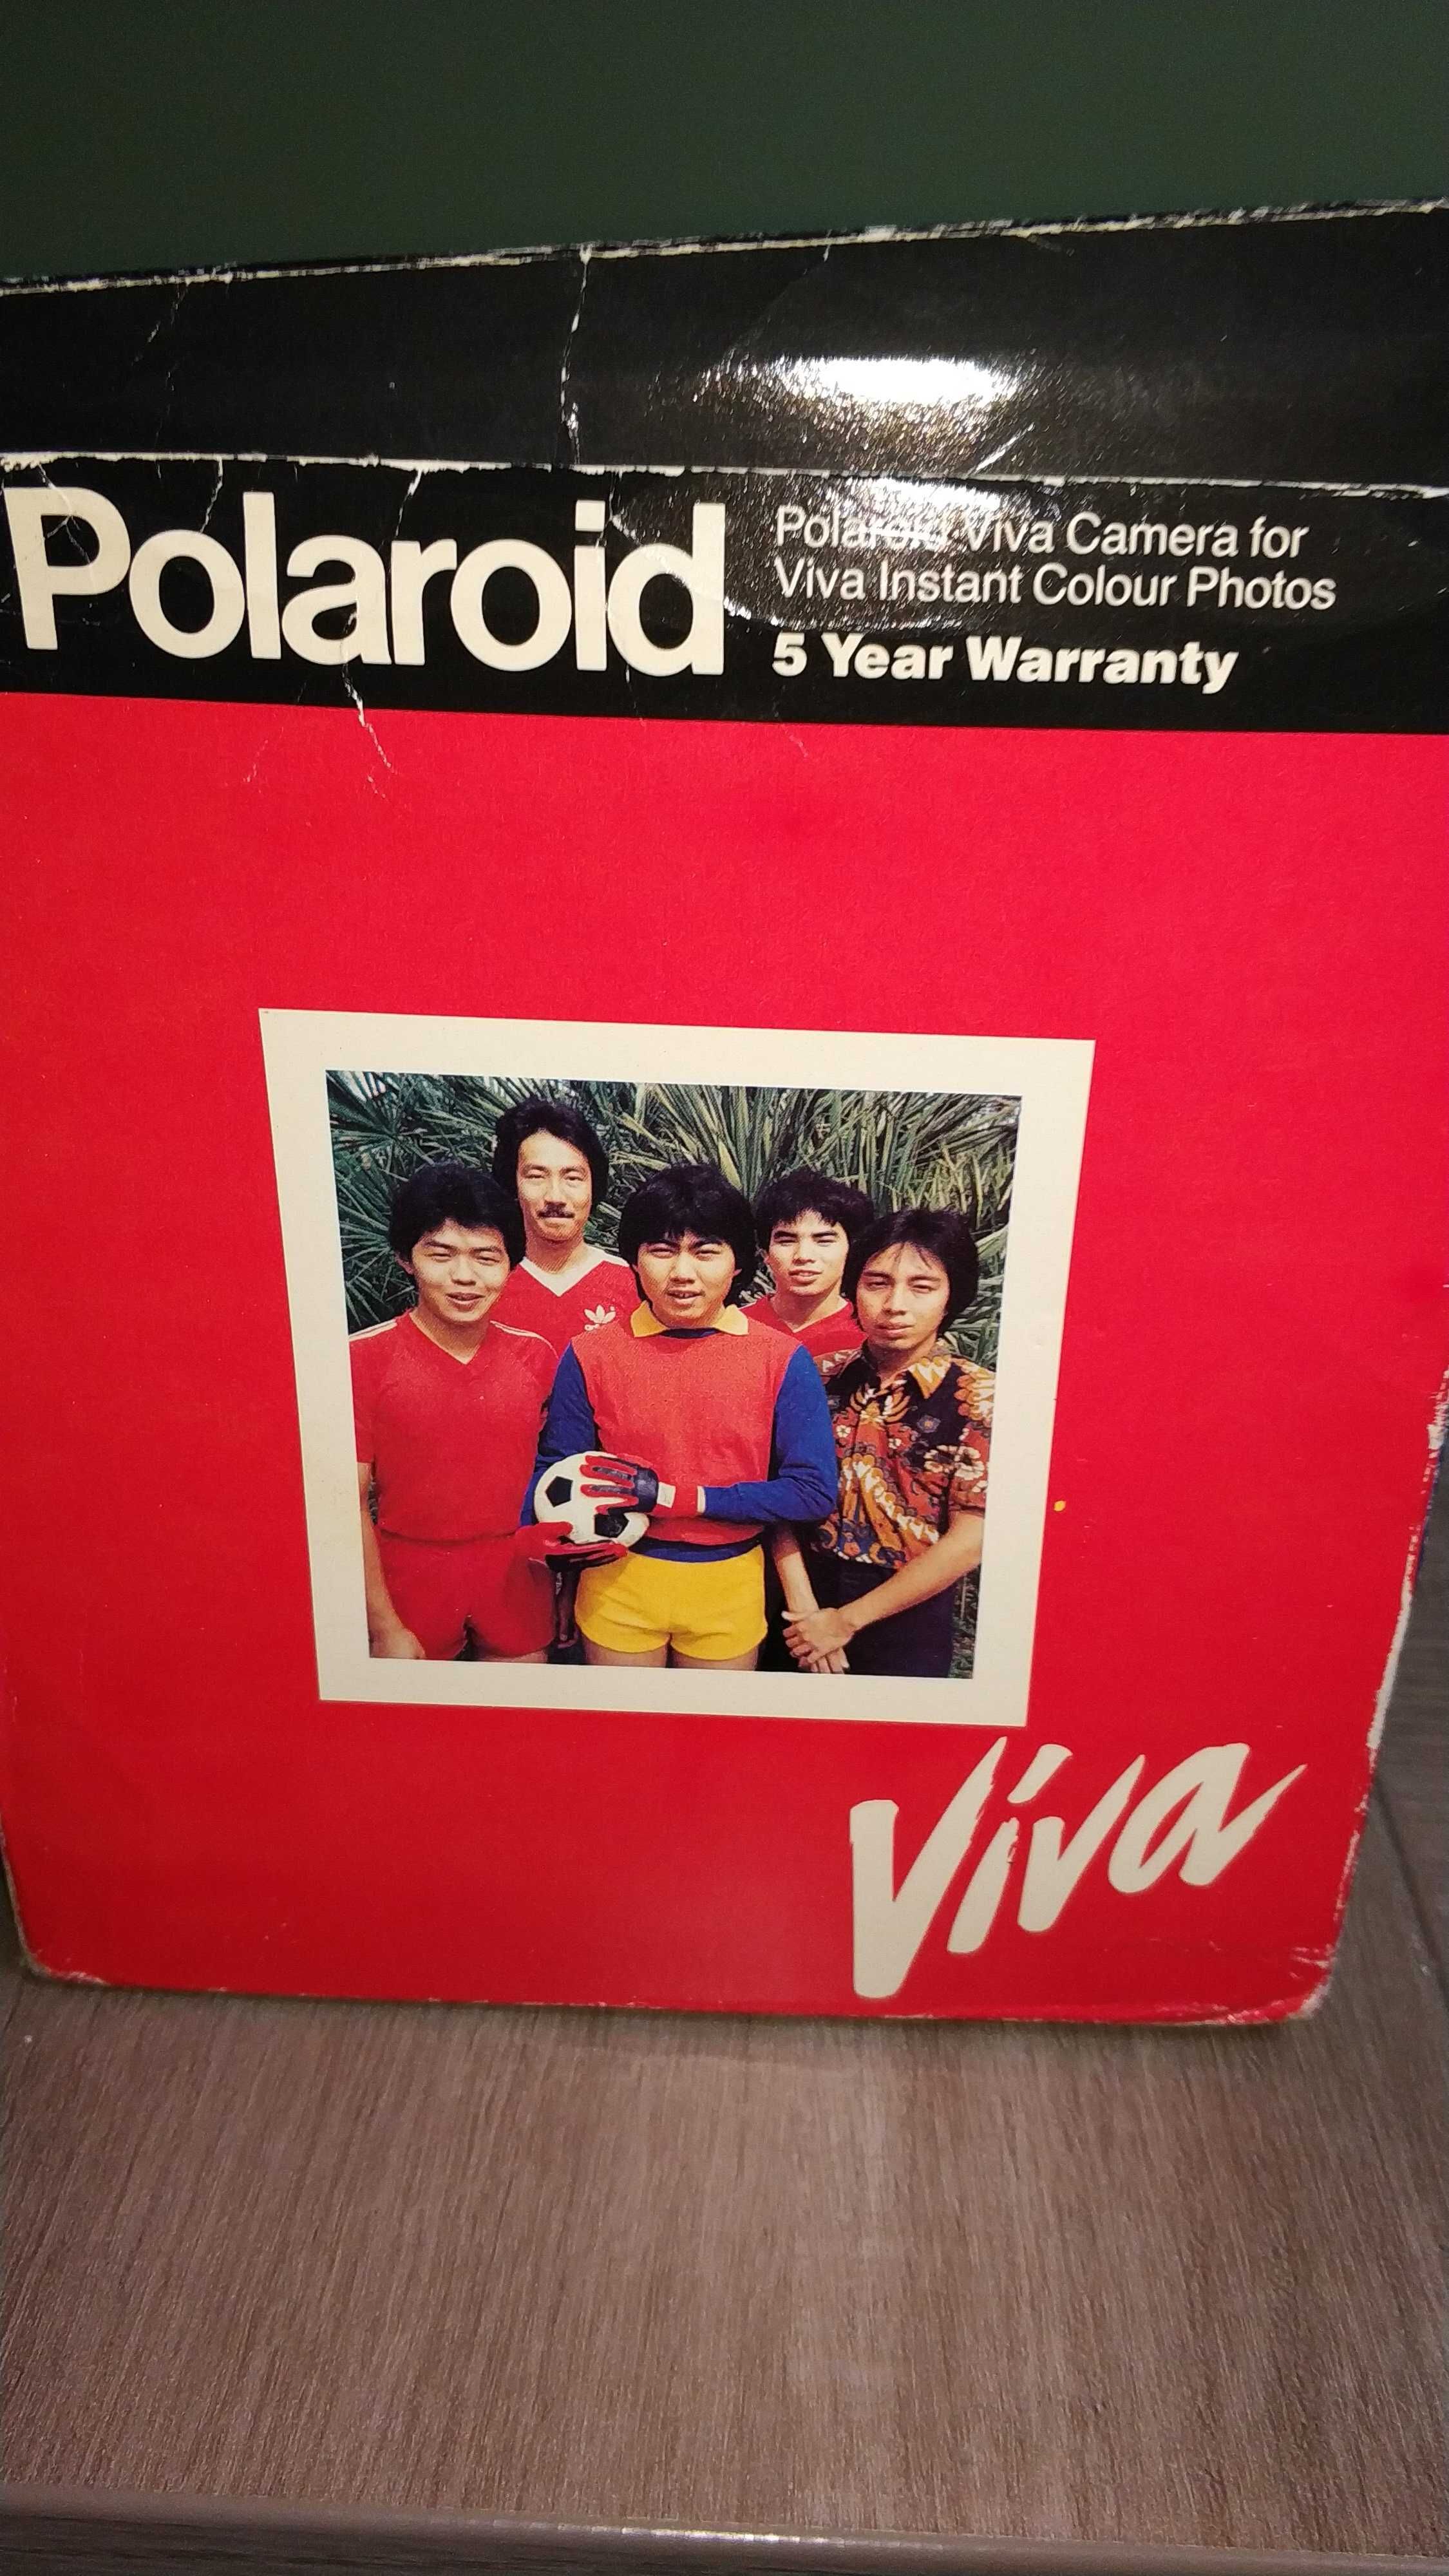 Polaroid
Polaroid Viva Camera for
Viva Instant Colour Photos
5 Year Warranty
Viva